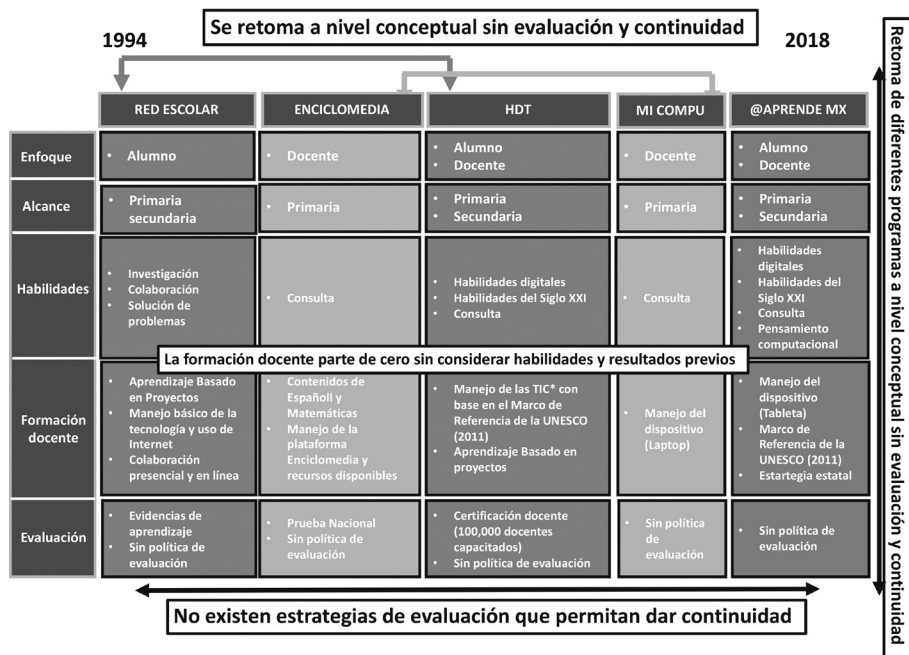 Se retoma a nivel conceptual sin evaluación y continuidad
1994
2018
RED ESCOLAR
ENCICLOMEDIA
HDT
MI COMPU
@APRENDE MX
Enfoque
• Alumno
• Docente
• Alumno
• Docente
• Docente
• Alumno
• Docente
Alcance
• Primaria
secundaria
• Primaria
• Primaria
• Secundaria
• Primaria
• Primaria
• Secundaria
Habilidades
• Investigación
• Colaboración
• Solución de
problemas
• Consulta
• Habilidades digitales
• Habilidades del Siglo XXI
• Consulta
• Consulta
• Habilidades
digitales
• Habilidades del
Siglo XXI
• Consulta
• Pensamiento
computacional
La formación docente parte de cero sin considerar habilidades y resultados previos
Formación
docente
• Aprendizaje Basado
en Proyectos
• Manejo básico de la
tecnología y uso de
Internet
• Colaboración
presencial y en línea
• Contenidos de
Españoll y
Matemáticas
• Manejo de la
plataforma
Enciclomedia y
recursos disponibles
• Manejo de las TIC* con
base en el Marco de
Referencia de la UNESCO
(2011)
• Aprendizaje Basado en
proyectos
• Manejo del
dispositivo
(Laptop)
• Manejo del
dispositivo
(Tableta)
• Marco de
Referencia de la
UNESCO (2011)
• Estartegia estatal
Evaluación
• Evidencias de
aprendizaje
• Sin política de
evaluación
• Prueba Nacional
• Sin política de
evaluación
• Certificación docente
(100,000 docentes
capacitados)
• Sin política de evaluación
• Sin política de
evaluación
• Sin política de
evaluación
No existen estrategias de evaluación que permitan dar continuidad
Retoma de diferentes programas a nivel conceptual sin evaluación y continuidad